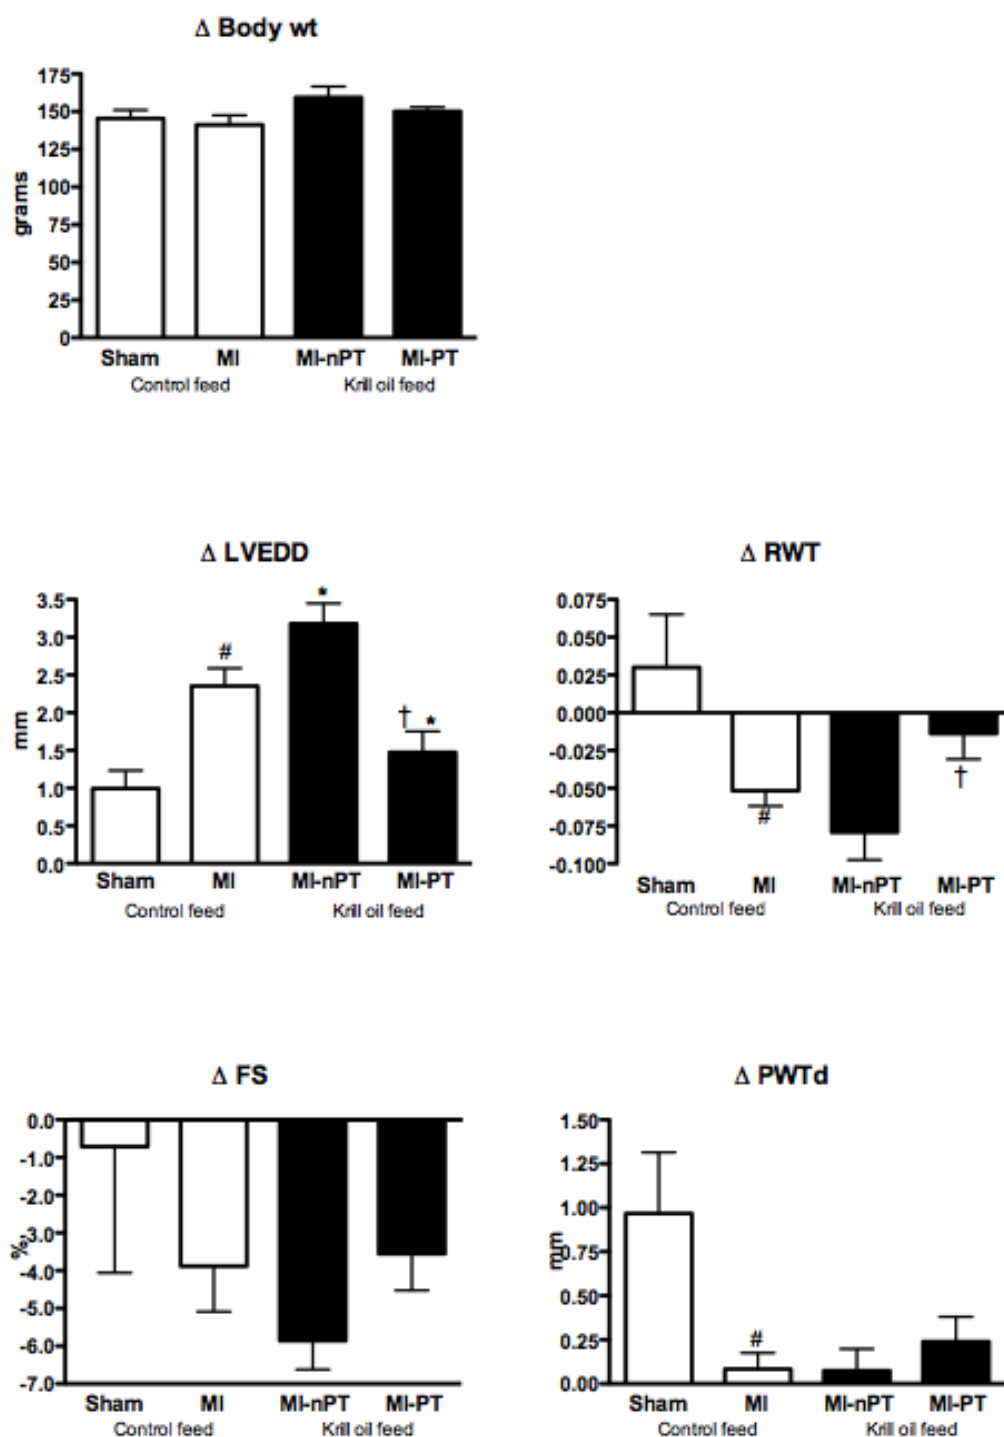 Δ Body wt
175
150
125
100
75
50
25
0
grams
Sham MI MI-nPT MI-PT
Control feed Krill oil feed
Δ LVEDD
3.5
3.0
2.5
2.0
1.5
1.0
0.5
0.0
mm
#
*
† *
Sham MI MI-nPT MI-PT
Control feed Krill oil feed
Δ RWT
0.075
0.050
0.025
0.000
-0.025
-0.050
-0.075
-0.100
#
†
Sham MI MI-nPT MI-PT
Control feed Krill oil feed
Δ FS
0.0
-1.0
-2.0
-3.0
-4.0
-5.0
-6.0
-7.0
%
Sham MI MI-nPT MI-PT
Control feed Krill oil feed
Δ PWTd
1.50
1.25
1.00
0.75
0.50
0.25
0.00
mm
#
Sham MI MI-nPT MI-PT
Control feed Krill oil feed